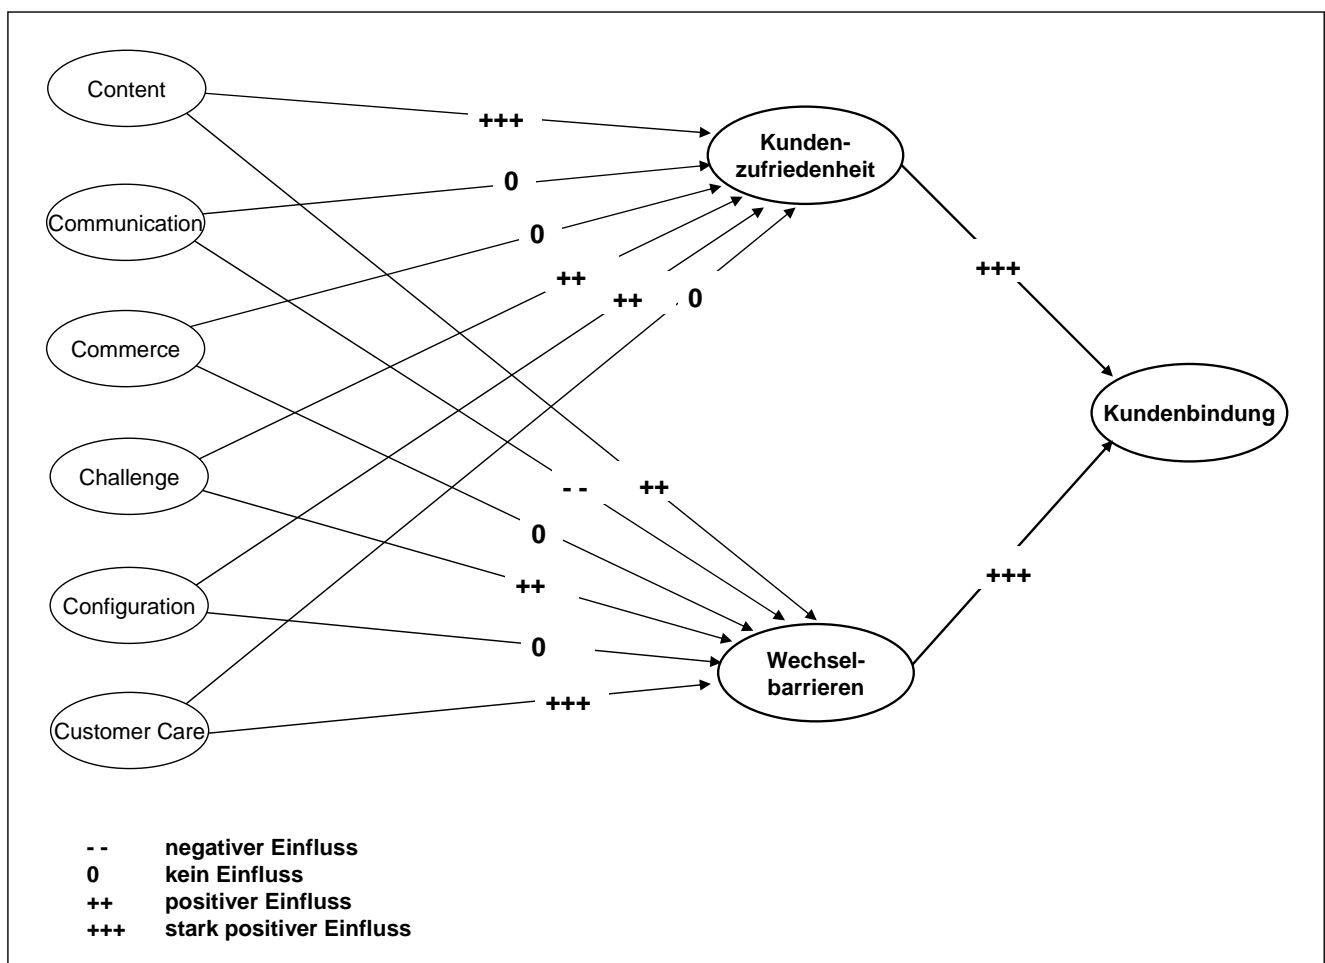 Content
+++
Kunden-
zufriedenheit
0
Communication
0
+++
++
++
0
Commerce
Kundenbindung
Challenge
- -
++
0
++
+++
Configuration
0
Wechsel-
barrieren
+++
Customer Care
- - negativer Einfluss
0 kein Einfluss
++ positiver Einfluss
+++ stark positiver Einfluss